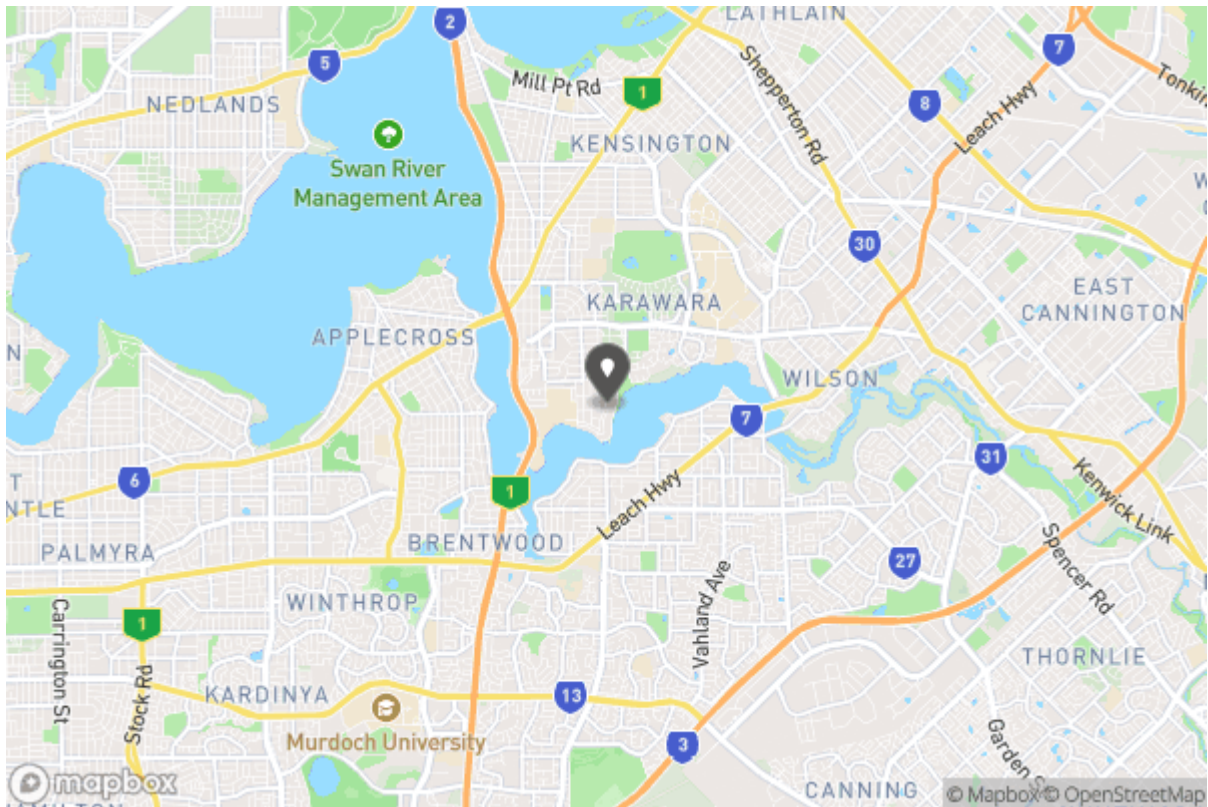 LATHLAIN
2
5
7
Mill Pt Rd
1
Shepperton Rd
Tonkin
NEDLANDS
8
Leach Hwy
KENSINGTON
Swan River
Management Area
30
KARAWARA
EAST
CANNINGTON
APPLECROSS
WILSON
7
6
31
1
Leach Hwy
Kenwick Link
NTLE
PALMYRA
BRENTWOOD
27
Spencer Rd
WINTHROP
Vahland Ave
Carrington St
1
Stock Rd
THORNLIE
KARDINYA
13
Murdoch University
3
Garden S
mapbox
CANNING
© Mapbox © OpenStreetMap